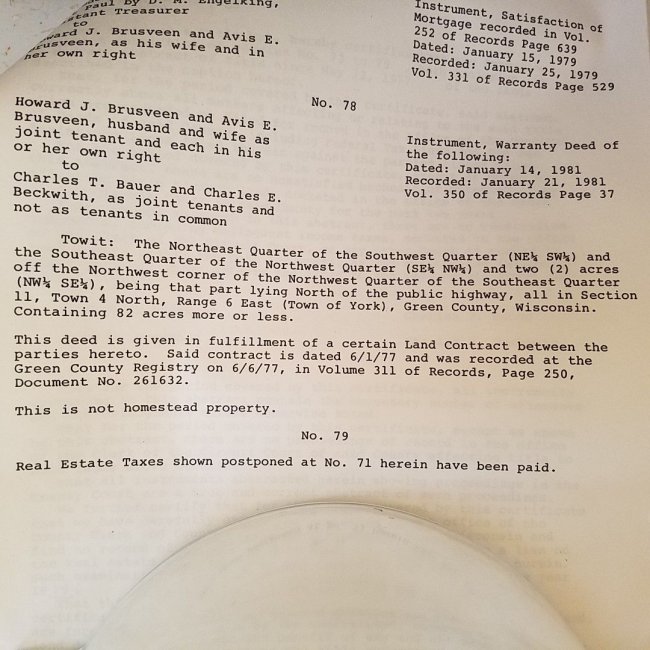 Paul By D. M. Engelking,
stant Treasurer
to
ward J. Brusveen and Avis E.
rusveen, as his wife and in
her own right
Instrument, Satisfaction of
Mortgage recorded in Vol.
252 of Records Page 639
Dated: January 15, 1979
Recorded: January 25, 1979
Vol. 331 of Records Page 529
No. 78
Howard J. Brusveen and Avis E.
Brusveen, husband and wife as
joint tenant and each in his
or her own right
to
Charles T. Bauer and Charles E.
Beckwith, as joint tenants and
not as tenants in common
Instrument, Warranty Deed of
the following:
Dated: January 14, 1981
Recorded: January 21, 1981
Vol. 350 of Records Page 37
Towit: The Northeast Quarter of the Southwest Quarter (NE¼ SW¼) and
the Southeast Quarter of the Northwest Quarter (SE¼ NW¼) and two (2) acres
off the Northwest corner of the Northwest Quarter of the Southeast Quarter
(NW¼ SE¼), being that part lying North of the public highway, all in Section
11, Town 4 North, Range 6 East (Town of York), Green County, Wisconsin.
Containing 82 acres more or less.
This deed is given in fulfillment of a certain Land Contract between the
parties hereto. Said contract is dated 6/1/77 and was recorded at the
Green County Registry on 6/6/77, in Volume 311 of Records, Page 250,
Document No. 261632.
This is not homestead property.
No. 79
Real Estate Taxes shown postponed at No. 71 herein have been paid.